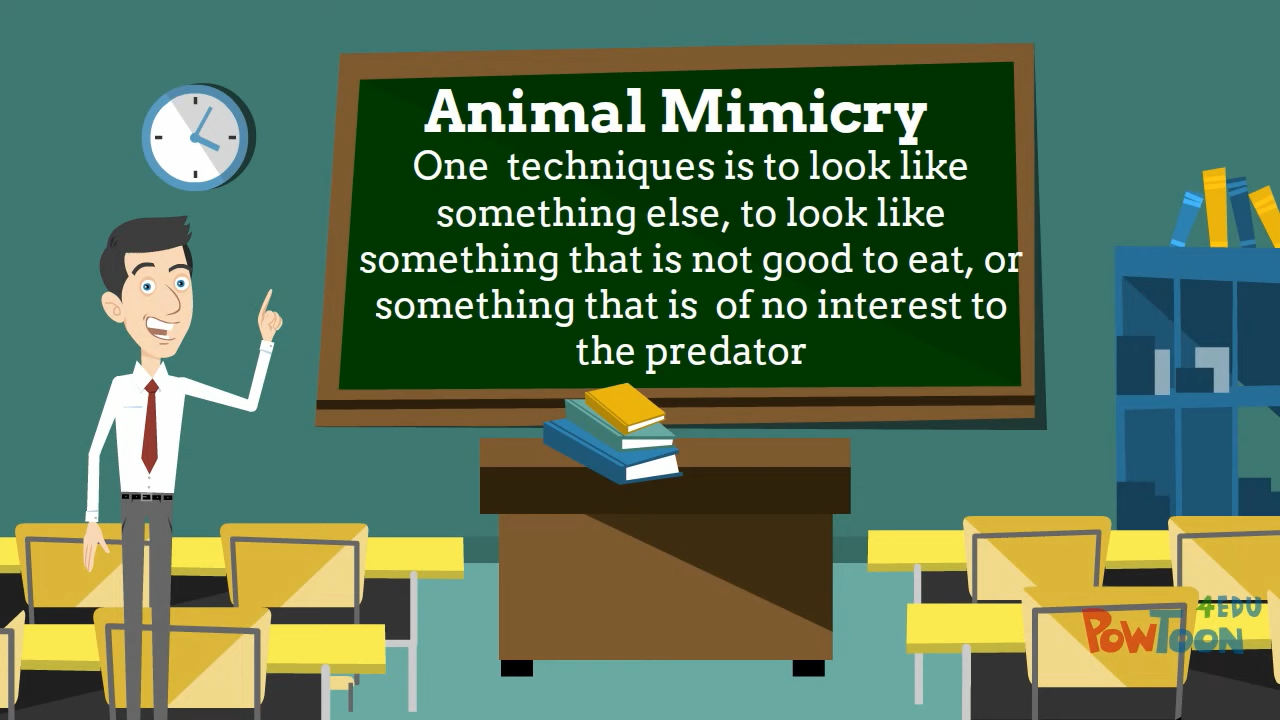 Animal Mimicry
One  techniques is to look like
something else, to look like
something that is not good to eat, or
something that is  of no interest to
the predator
4EDU
PowToon